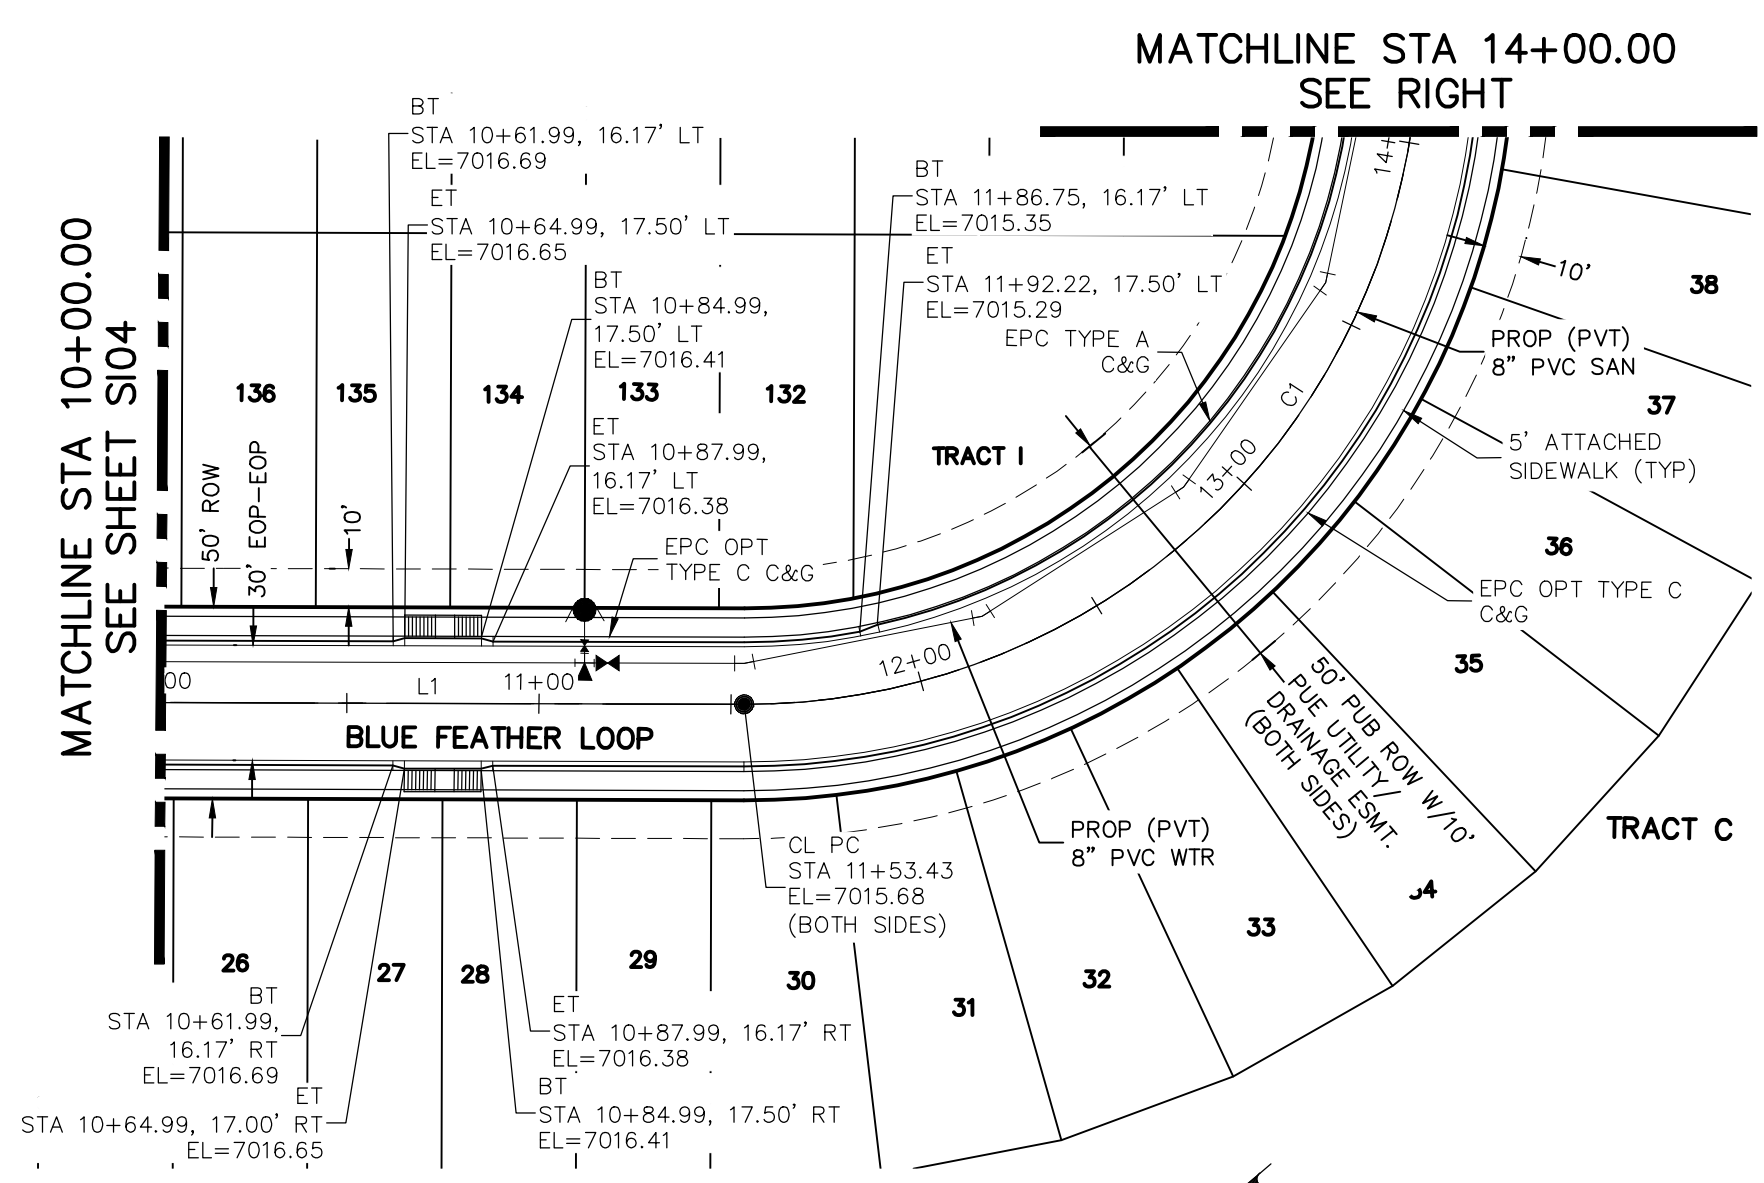 MATCHLINE STA 14+00.00
SEE RIGHT
MATCHLINE STA 10+00.00
SEE SHEET SI04
BT
STA 10+61.99, 16.17' LT
EL=7016.69
ET
STA 10+64.99, 17.50' LT
EL=7016.65
BT
STA 10+84.99,
17.50' LT
EL=7016.41
ET
STA 10+87.99,
16.17' LT
EL=7016.38
BT
STA 11+86.75, 16.17' LT
EL=7015.35
ET
STA 11+92.22, 17.50' LT
EL=7015.29
EPC TYPE A
C&G
EPC OPT
TYPE C C&G
136
135
134
133
132
TRACT I
50' ROW
30' EOP-EOP
10'
14+
10'
38
PROP (PVT)
8" PVC SAN
37
C1
13+00
5' ATTACHED
SIDEWALK (TYP)
36
EPC OPT TYPE C
C&G
35
12+00
00
L1
11+00
BLUE FEATHER LOOP
50' PUB ROW W/10'
PUE UTILITY/
DRAINAGE ESMT.
(BOTH SIDES)
TRACT C
PROP (PVT)
8" PVC WTR
CL PC
STA 11+53.43
EL=7015.68
(BOTH SIDES)
34
33
32
31
30
29
28
27
26
BT
STA 10+61.99,
16.17' RT
EL=7016.69
ET
STA 10+64.99, 17.00' RT
EL=7016.65
ET
STA 10+87.99, 16.17' RT
EL=7016.38
BT
STA 10+84.99, 17.50' RT
EL=7016.41